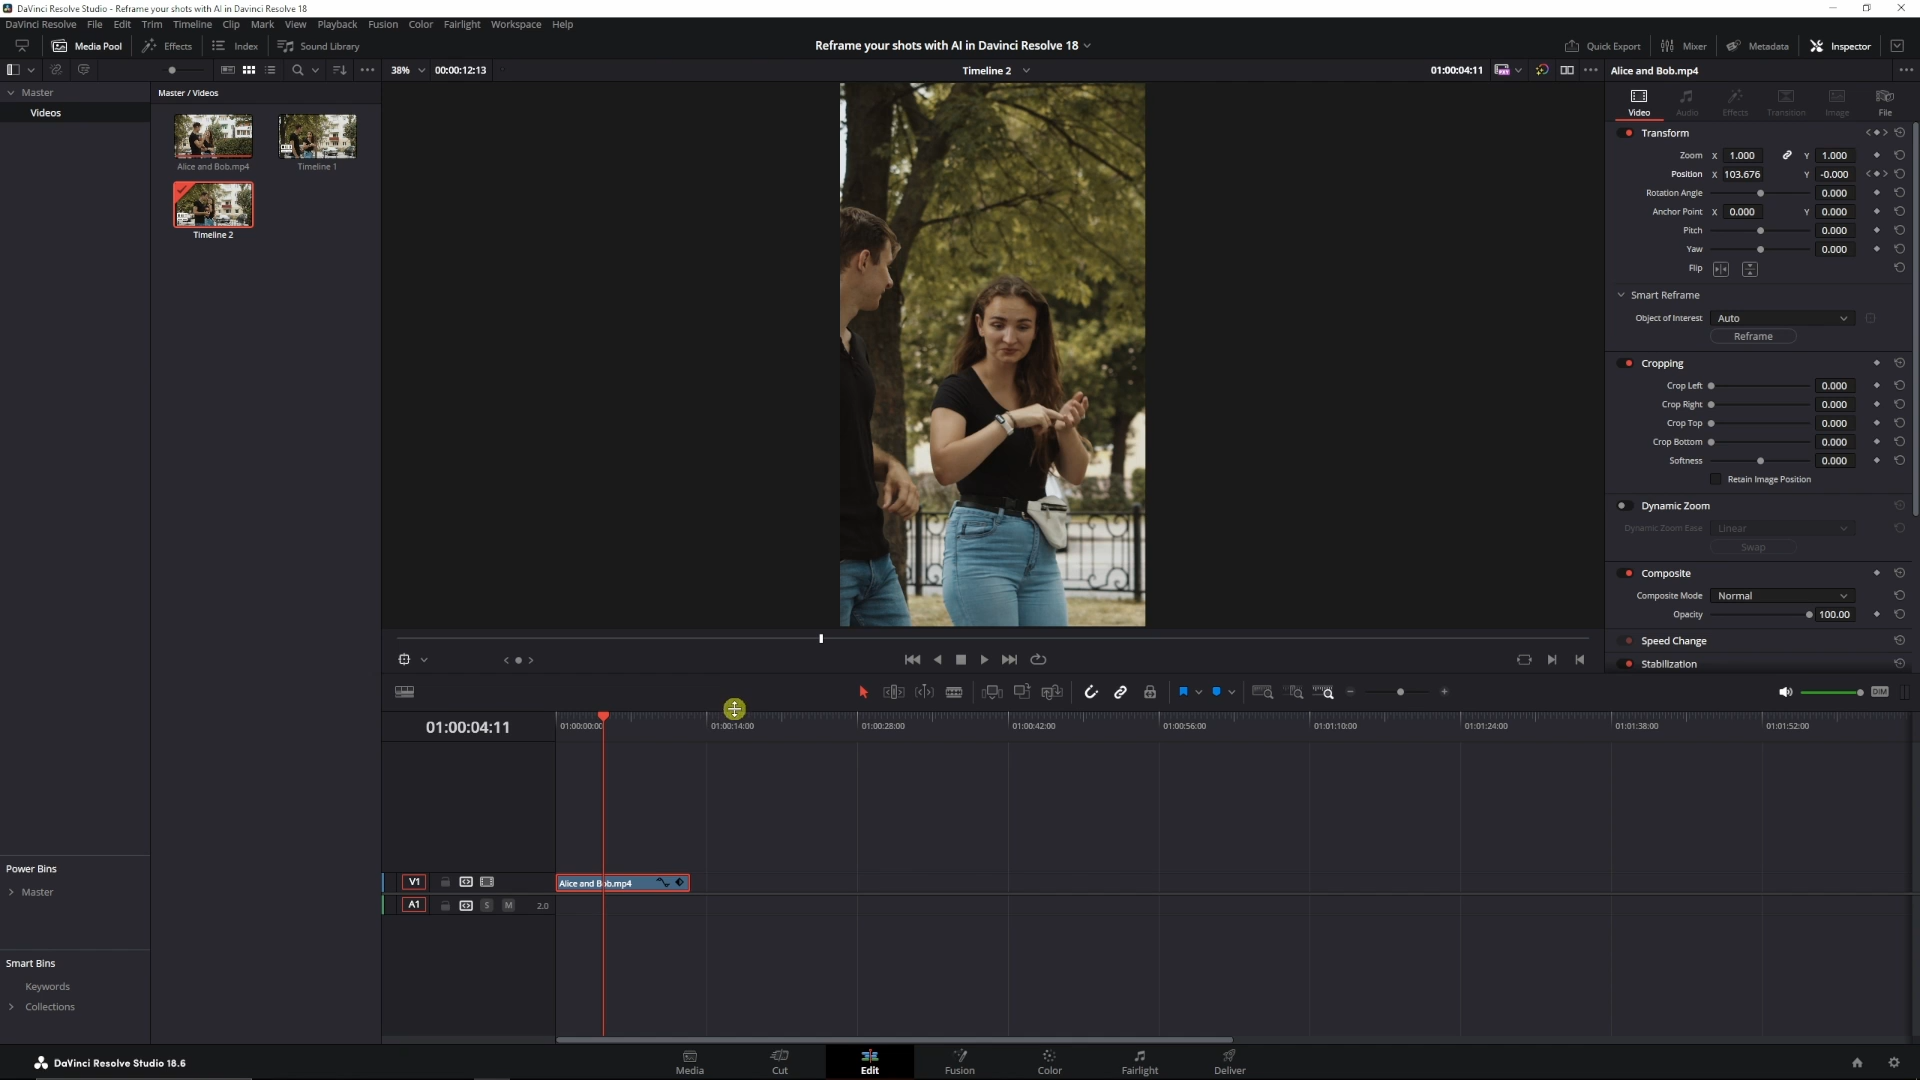 DaVinci Resolve Studio - Reframe your shots with AI in Davinci Resolve 18
DaVinci Resolve File Edit Trim Timeline Clip Mark View Playback Fusion Color Fairlight Workspace Help
Media Pool Effects Index Sound Library Reframe your shots with AI in Davinci Resolve 18 Quick Export Mixer Metadata Inspector
38% 00:00:12:13 Timeline 2 01:00:04:11 Alice and Bob.mp4
Master Master / Videos
Videos
Alice and Bob.mp4 Timeline 1
Timeline 2
Video Audio Effects Transition Image File
Transform
Zoom X 1.000 Y 1.000
Position X 103.676 Y -0.000
Rotation Angle 0.000
Anchor Point X 0.000 Y 0.000
Pitch 0.000
Yaw 0.000
Flip
Smart Reframe
Object of Interest Auto
Reframe
Cropping
Crop Left 0.000
Crop Right 0.000
Crop Top 0.000
Crop Bottom 0.000
Softness 0.000
Retain Image Position
Dynamic Zoom
Dynamic Zoom Ease Linear
Swap
Composite
Composite Mode Normal
Opacity 100.00
Speed Change
Stabilization
DIM
01:00:04:11 01:00:00:00 01:00:14:00 01:00:28:00 01:00:42:00 01:00:56:00 01:01:10:00 01:01:24:00 01:01:38:00 01:01:52:00
Power Bins
Master
V1 Alice and Bob.mp4
A1 S M 2.0
Smart Bins
Keywords
Collections
DaVinci Resolve Studio 18.6
Media Cut Edit Fusion Color Fairlight Deliver